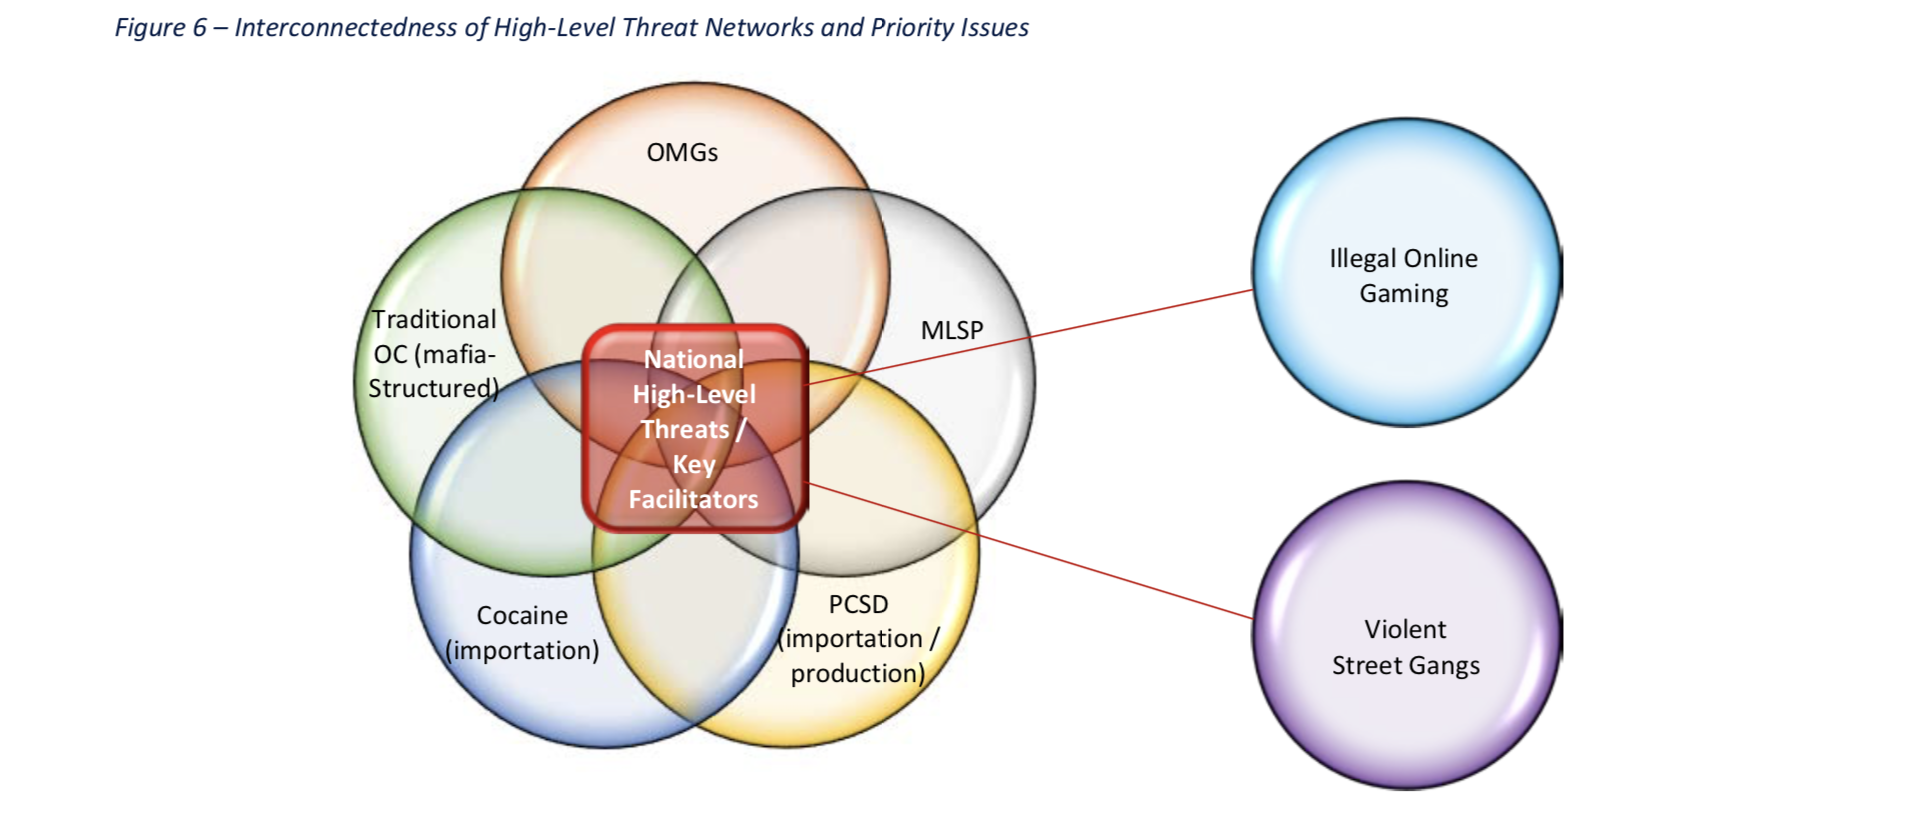 Figure 6 – Interconnectedness of High-Level Threat Networks and Priority Issues
OMGs
Traditional
OC (mafia-
Structured)
MLSP
National
High-Level
Threats /
Key
Facilitators
Cocaine
(importation)
PCSD
(importation /
production)
Illegal Online
Gaming
Violent
Street Gangs